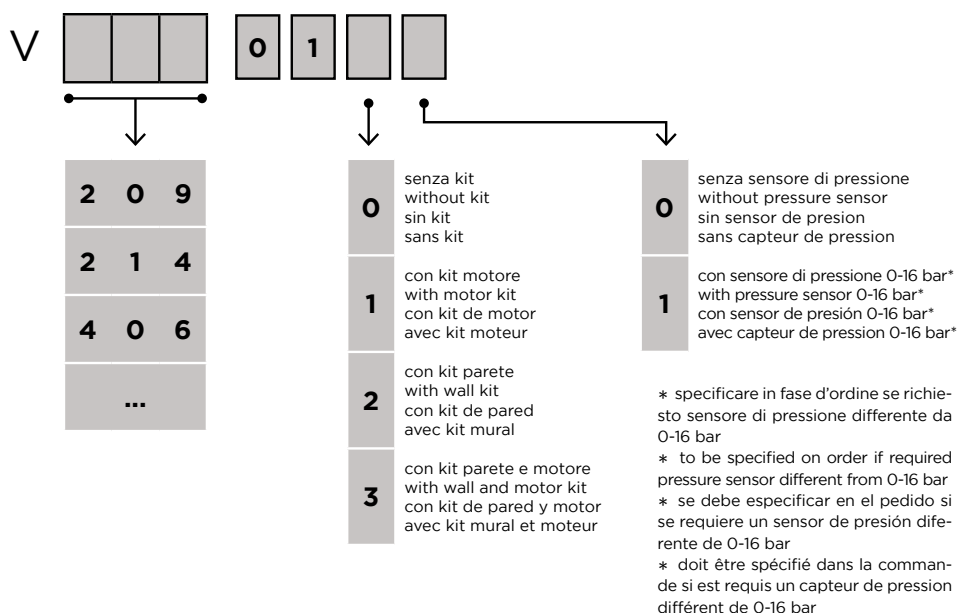 V 0 1
2 0 9
2 1 4
4 0 6
...
0
senza kit
without kit
sin kit
sans kit
1
con kit motore
with motor kit
con kit de motor
avec kit moteur
2
con kit parete
with wall kit
con kit de pared
avec kit mural
3
con kit parete e motore
with wall and motor kit
con kit de pared y motor
avec kit mural et moteur
0
senza sensore di pressione
without pressure sensor
sin sensor de presion
sans capteur de pression
1
con sensore di pressione 0-16 bar*
with pressure sensor 0-16 bar*
con sensor de presión 0-16 bar*
avec capteur de pression 0-16 bar*
* specificare in fase d'ordine se richie-
sto sensore di pressione differente da
0-16 bar
* to be specified on order if required
pressure sensor different from 0-16 bar
* se debe especificar en el pedido si
se requiere un sensor de presión dife-
rente de 0-16 bar
* doit être spécifié dans la comman-
de si est requis un capteur de pression
différent de 0-16 bar